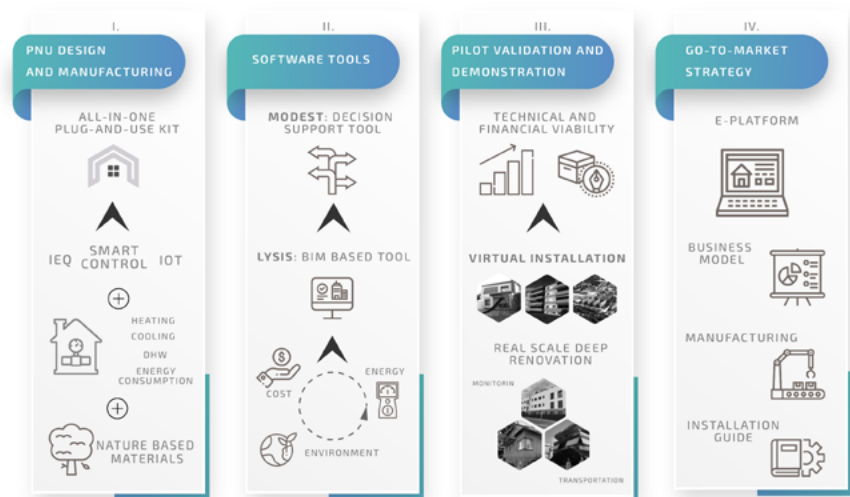 I.
PNU DESIGN
AND MANUFACTURING
ALL-IN-ONE
PLUG-AND-USE KIT
IEQ
SMART
CONTROL
IOT
HEATING
COOLING
DHW
ENERGY
CONSUMPTION
NATURE BASED
MATERIALS
II.
SOFTWARE TOOLS
MODEST: DECISION
SUPPORT TOOL
LYSIS: BIM BASED TOOL
COST
ENERGY
ENVIRONMENT
III.
PILOT VALIDATION AND
DEMONSTRATION
TECHNICAL AND
FINANCIAL VIABILITY
VIRTUAL INSTALLATION
REAL SCALE DEEP
RENOVATION
MONITORIN
TRANSPORTATION
IV.
GO-TO-MARKET
STRATEGY
E-PLATFORM
BUSINESS
MODEL
MANUFACTURING
INSTALLATION
GUIDE